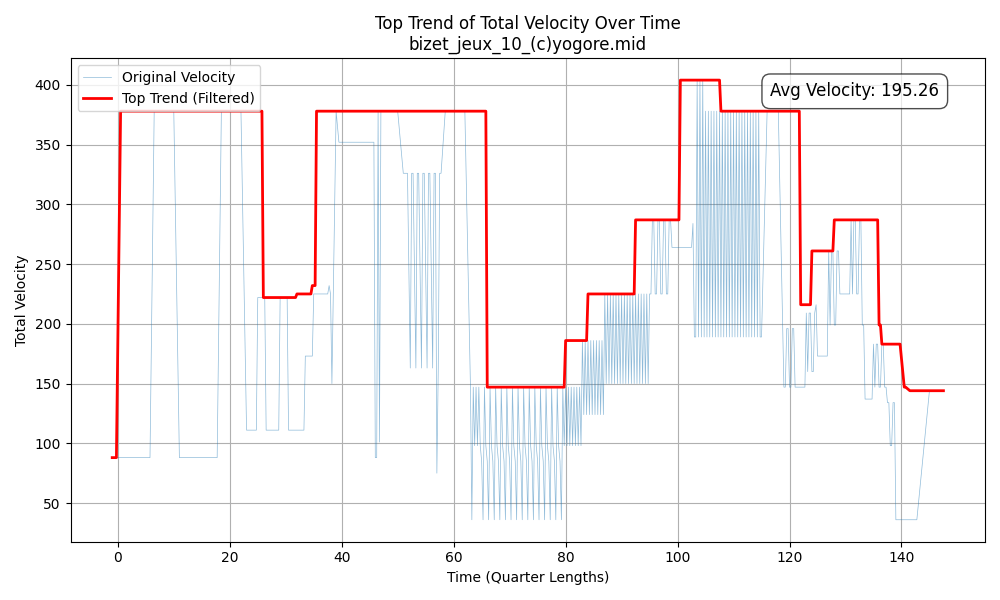 Top Trend of Total Velocity Over Time
bizet_jeux_10_(c)yogore.mid
Original Velocity
Top Trend (Filtered)
Avg Velocity: 195.26
Total Velocity
400
350
300
250
200
150
100
50
0 20 40 60 80 100 120 140
Time (Quarter Lengths)